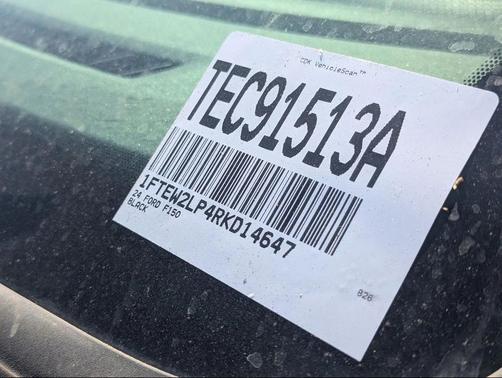 CDK VehicleScan™
TEC91513A
1FTEW2LP4RKD14647
24 FORD F150
BLACK
826